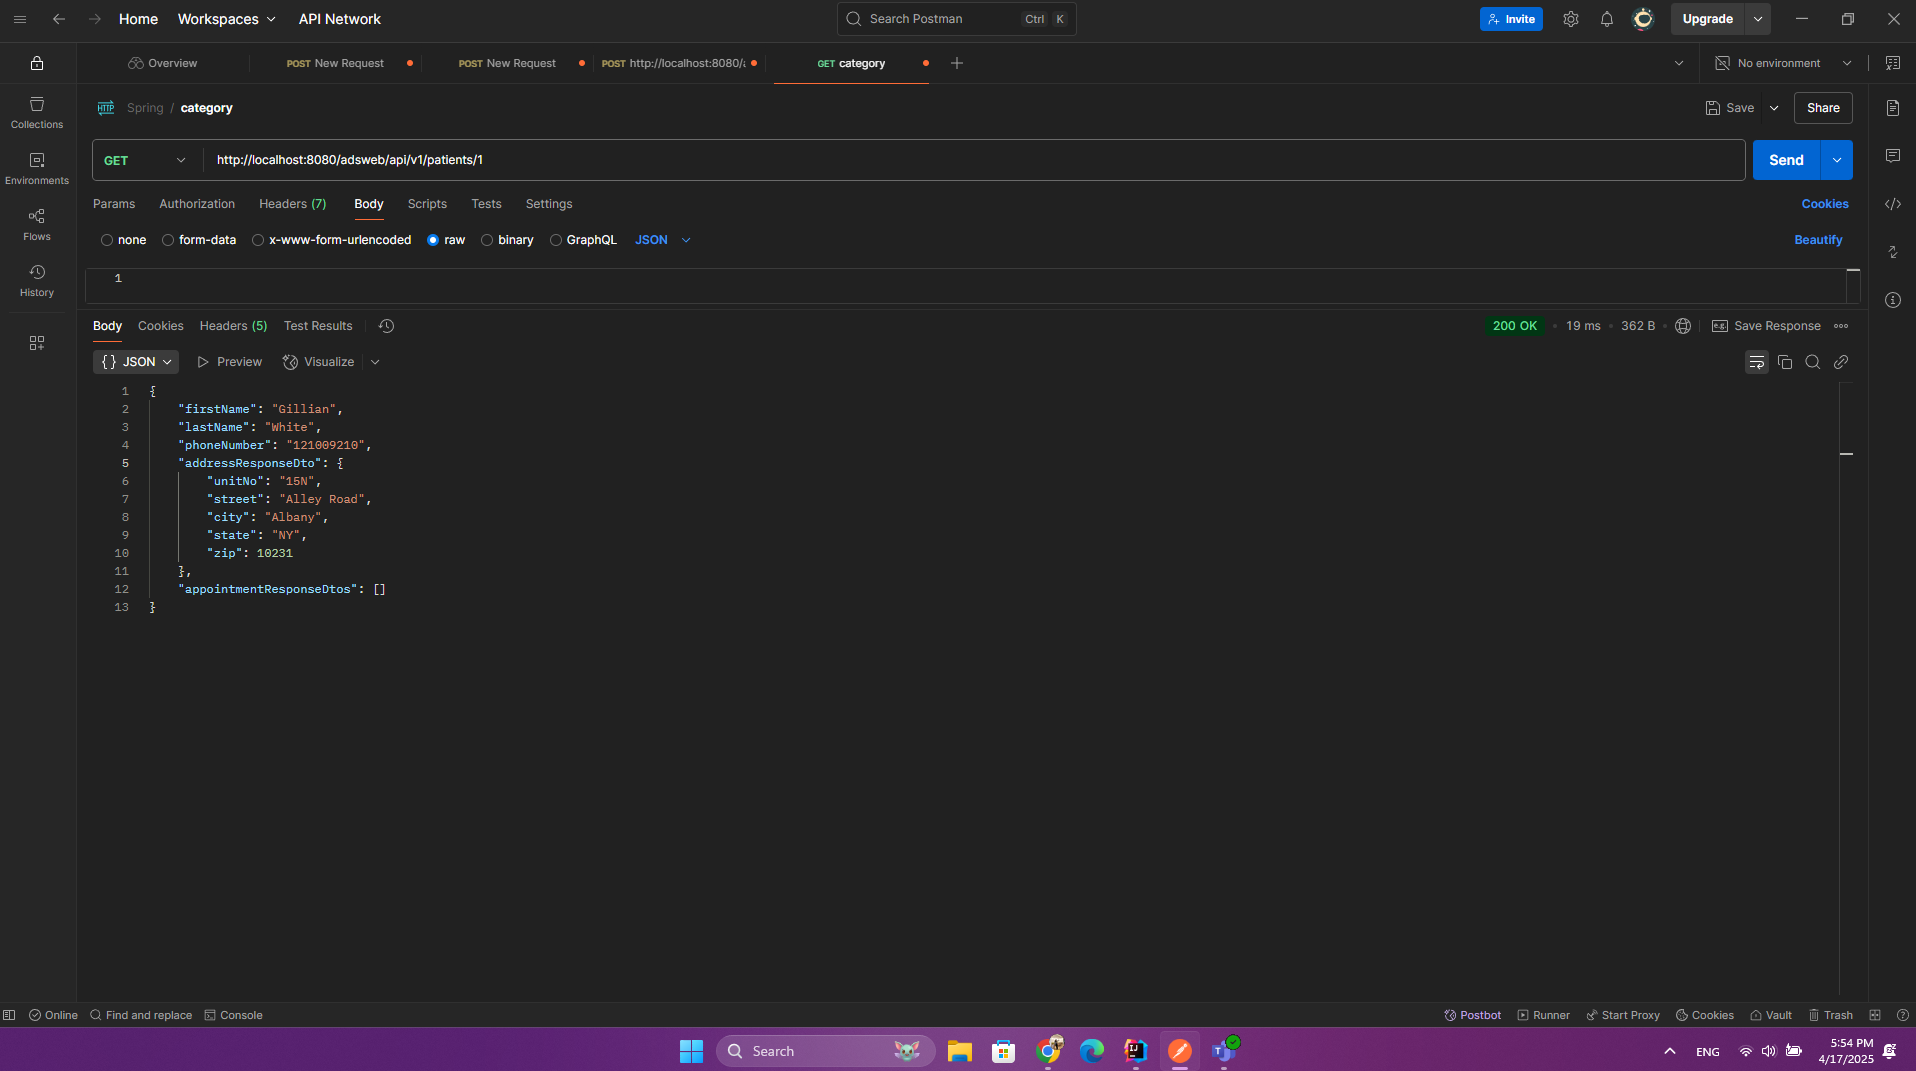 Home Workspaces API Network Search Postman Ctrl K Invite Upgrade
Overview POST New Request POST New Request POST http://localhost:8080/a GET category No environment
Spring / category Save Share
GET http://localhost:8080/adsweb/api/v1/patients/1 Send
Params Authorization Headers (7) Body Scripts Tests Settings Cookies
none form-data x-www-form-urlencoded raw binary GraphQL JSON Beautify
1
Collections
Environments
Flows
History
Body Cookies Headers (5) Test Results 200 OK • 19 ms • 362 B • Save Response
{} JSON Preview Visualize
1 {
2 "firstName": "Gillian",
3 "lastName": "White",
4 "phoneNumber": "121009210",
5 "addressResponseDto": {
6 "unitNo": "15N",
7 "street": "Alley Road",
8 "city": "Albany",
9 "state": "NY",
10 "zip": 10231
11 },
12 "appointmentResponseDtos": []
13 }
Online Find and replace Console Postbot Runner Start Proxy Cookies Vault Trash
Search ENG 5:54 PM
4/17/2025